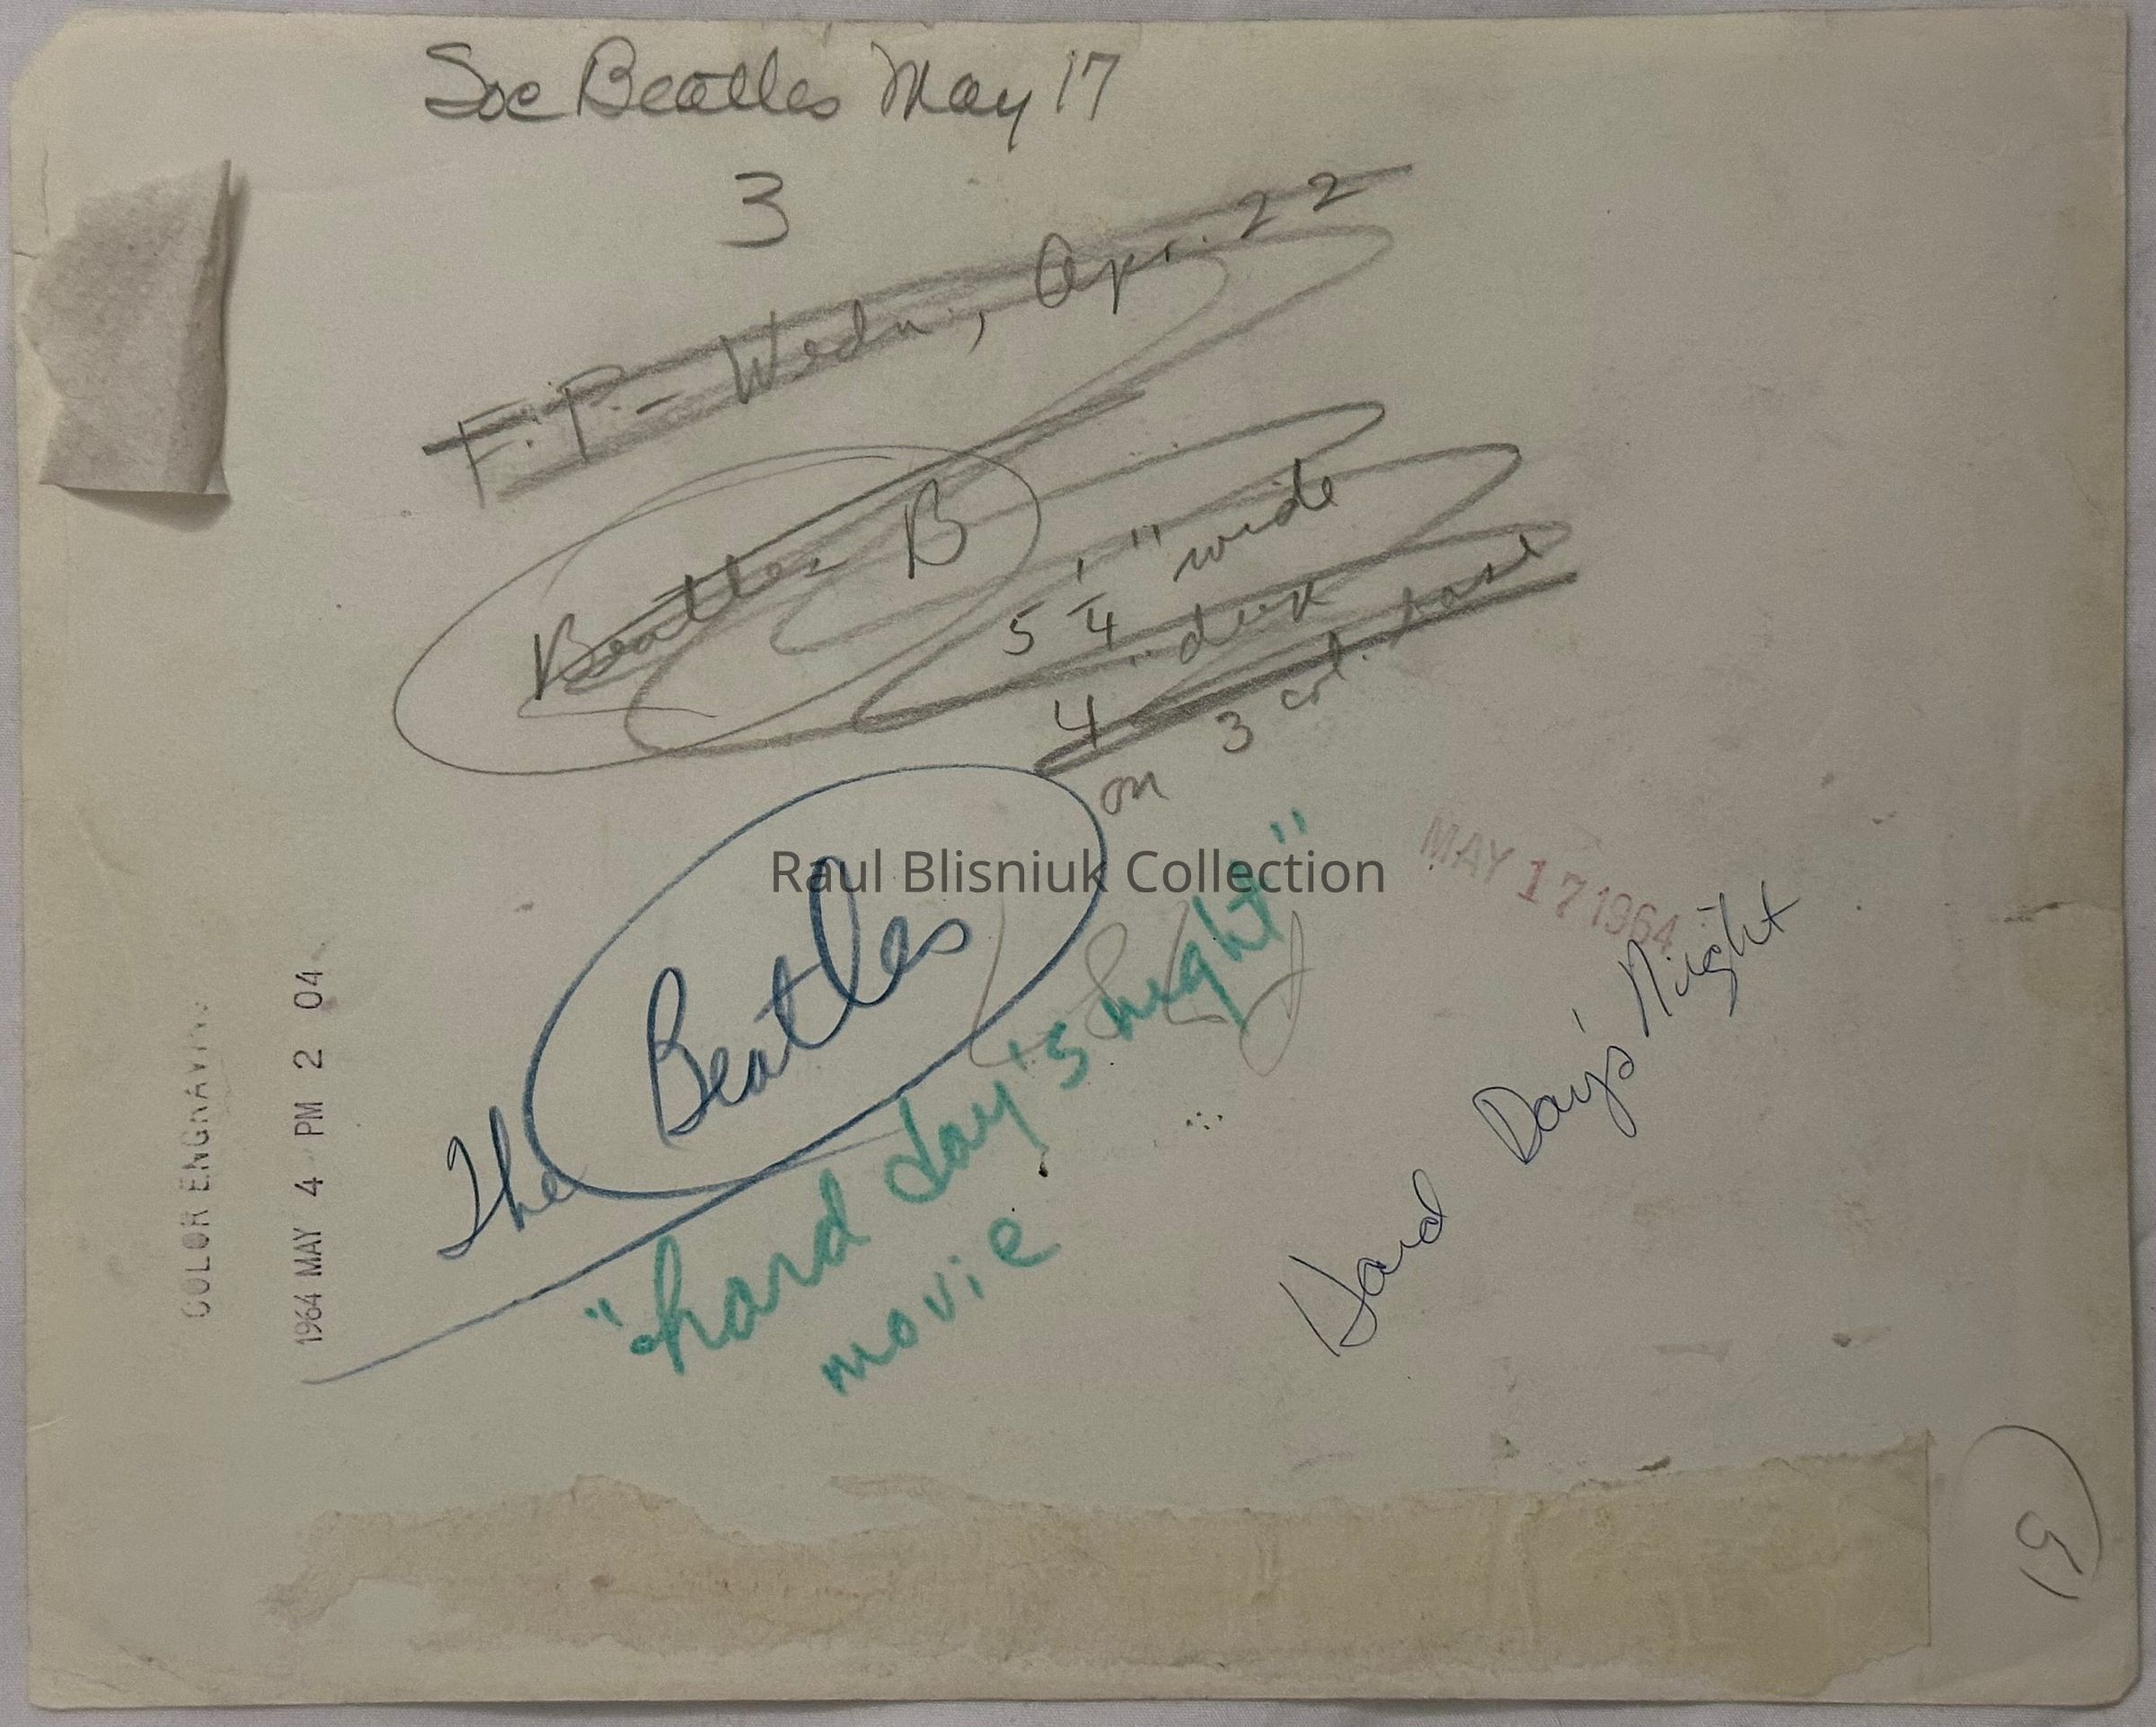 Soc Beatles May 17
3
F.P. - Wedn., Apr. 22
Beatles B
5 1/4" wide
4" deep
on 3 col. base
Raul Blisniuk Collection
MAY 17 1964
The Beatles
"hard day's night"
movie
Hard Day's Night
COLOR ENGRAVING
1964 MAY 4 PM 2 04
19